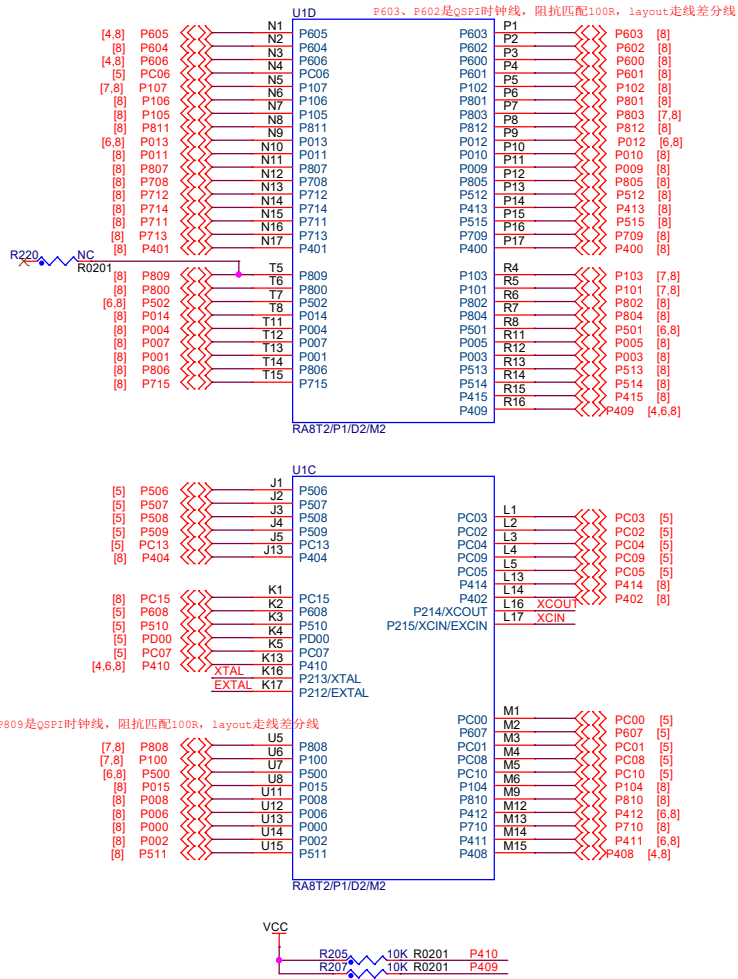 P603、P602是QSPI时钟线，阻抗匹配100R，layout走线差分线
U1D
[4,8] P605 N1 P605 P603 P1 P603 [8]
[8] P604 N2 P604 P602 P2 P602 [8]
[4,8] P606 N3 P606 P600 P3 P600 [8]
[5] PC06 N4 PC06 P601 P4 P601 [8]
[7,8] P107 N5 P107 P102 P5 P102 [8]
[8] P106 N6 P106 P801 P6 P801 [8]
[8] P105 N7 P105 P803 P7 P803 [7,8]
[8] P811 N8 P811 P812 P8 P812 [8]
[6,8] P013 N9 P013 P012 P9 P012 [6,8]
[8] P011 N10 P011 P010 P10 P010 [8]
[8] P807 N11 P807 P009 P11 P009 [8]
[8] P708 N12 P708 P805 P12 P805 [8]
[8] P712 N13 P712 P512 P13 P512 [8]
[8] P714 N14 P714 P413 P14 P413 [8]
[8] P711 N15 P711 P515 P15 P515 [8]
[8] P713 N16 P713 P709 P16 P709 [8]
[8] P401 N17 P401 P400 P17 P400 [8]
R220 NC
R0201
[8] P809 T5 P809 P103 R4 P103 [7,8]
[8] P800 T6 P800 P101 R5 P101 [7,8]
[6,8] P502 T7 P502 P802 R6 P802 [8]
[8] P014 T8 P014 P804 R7 P804 [8]
[8] P004 T11 P004 P501 R8 P501 [6,8]
[8] P007 T12 P007 P005 R11 P005 [8]
[8] P001 T13 P001 P003 R12 P003 [8]
[8] P806 T14 P806 P513 R13 P513 [8]
[8] P715 T15 P715 P514 R14 P514 [8]
P415 R15 P415 [8]
P409 R16 P409 [4,6,8]
RA8T2/P1/D2/M2
U1C
[5] P506 J1 P506
[5] P507 J2 P507
[5] P508 J3 P508 PC03 L1 PC03 [5]
[5] P509 J4 P509 PC02 L2 PC02 [5]
[5] PC13 J5 PC13 PC04 L3 PC04 [5]
[8] P404 J13 P404 PC09 L4 PC09 [5]
PC05 L5 PC05 [5]
P414 L13 P414 [8]
[8] PC15 K1 PC15 P402 L14 P402 [8]
[5] P608 K2 P608 P214/XCOUT L16 XCOUT
[5] P510 K3 P510 P215/XCIN/EXCIN L17 XCIN
[5] PD00 K4 PD00
[5] PC07 K5 PC07
[4,6,8] P410 K13 P410
XTAL K16 P213/XTAL
EXTAL K17 P212/EXTAL
P809是QSPI时钟线，阻抗匹配100R，layout走线差分线
PC00 M1 PC00 [5]
P607 M2 P607 [5]
[7,8] P808 U5 P808 PC01 M3 PC01 [5]
[7,8] P100 U6 P100 PC08 M4 PC08 [5]
[6,8] P500 U7 P500 PC10 M5 PC10 [5]
[8] P015 U8 P015 P104 M6 P104 [8]
[8] P008 U11 P008 P810 M9 P810 [8]
[8] P006 U12 P006 P412 M12 P412 [6,8]
[8] P000 U13 P000 P710 M13 P710 [8]
[8] P002 U14 P002 P411 M14 P411 [6,8]
[8] P511 U15 P511 P408 M15 P408 [4,8]
RA8T2/P1/D2/M2
VCC
R205 10K R0201 P410
R207 10K R0201 P409